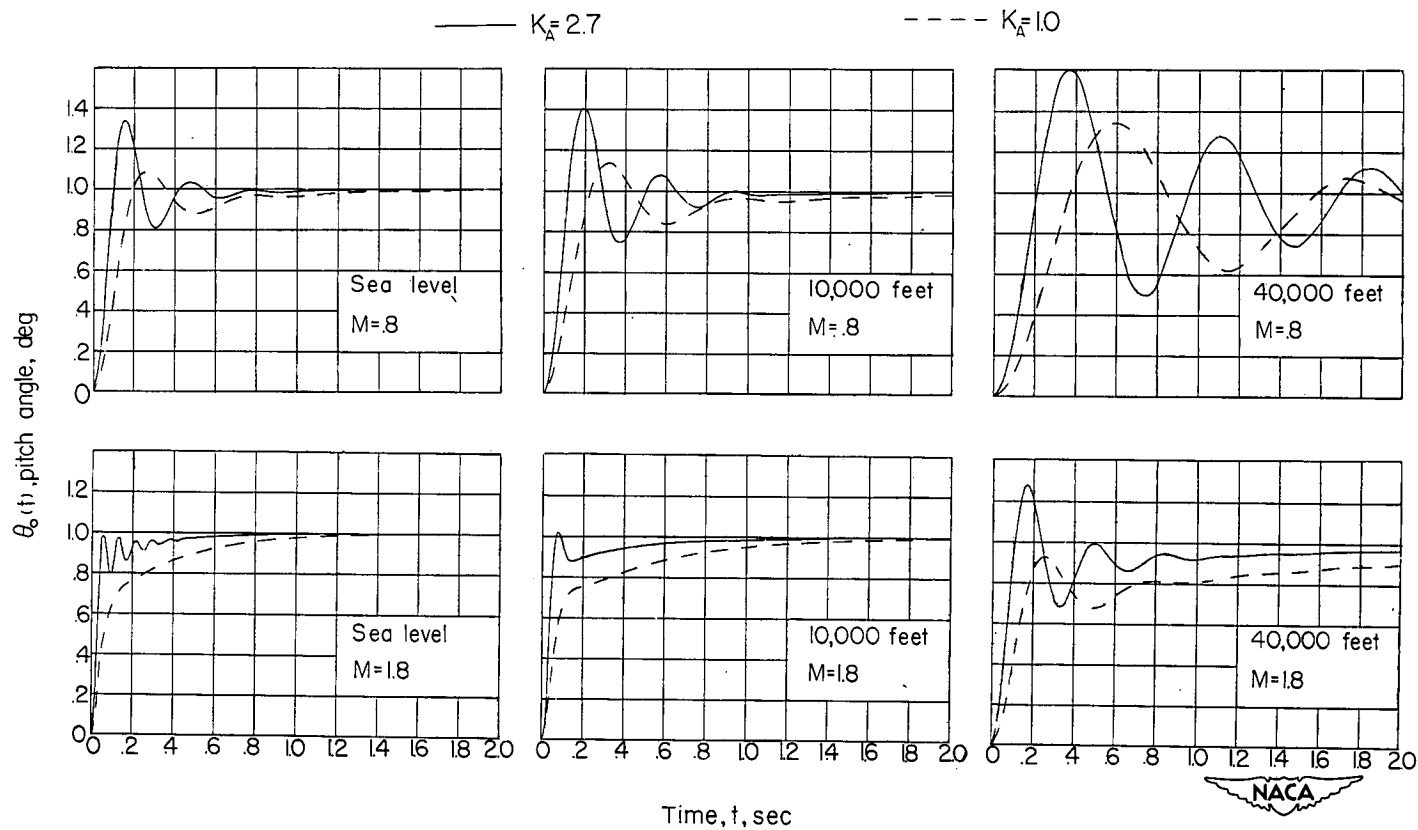 K_A=2.7
K_A=1.0
1.4
1.2
1.0
.8
.6
.4
.2
0
Sea level
M=.8
10,000 feet
M=.8
40,000 feet
M=.8
θ_o(t), pitch angle, deg
1.2
1.0
.8
.6
.4
.2
0
Sea level
M=1.8
10,000 feet
M=1.8
40,000 feet
M=1.8
0 .2 .4 .6 .8 1.0 1.2 1.4 1.6 1.8 2.0
0 .2 .4 .6 .8 1.0 1.2 1.4 1.6 1.8 2.0
0 .2 .4 .6 .8 1.0 1.2 1.4 1.6 1.8 2.0
NACA
Time, t, sec